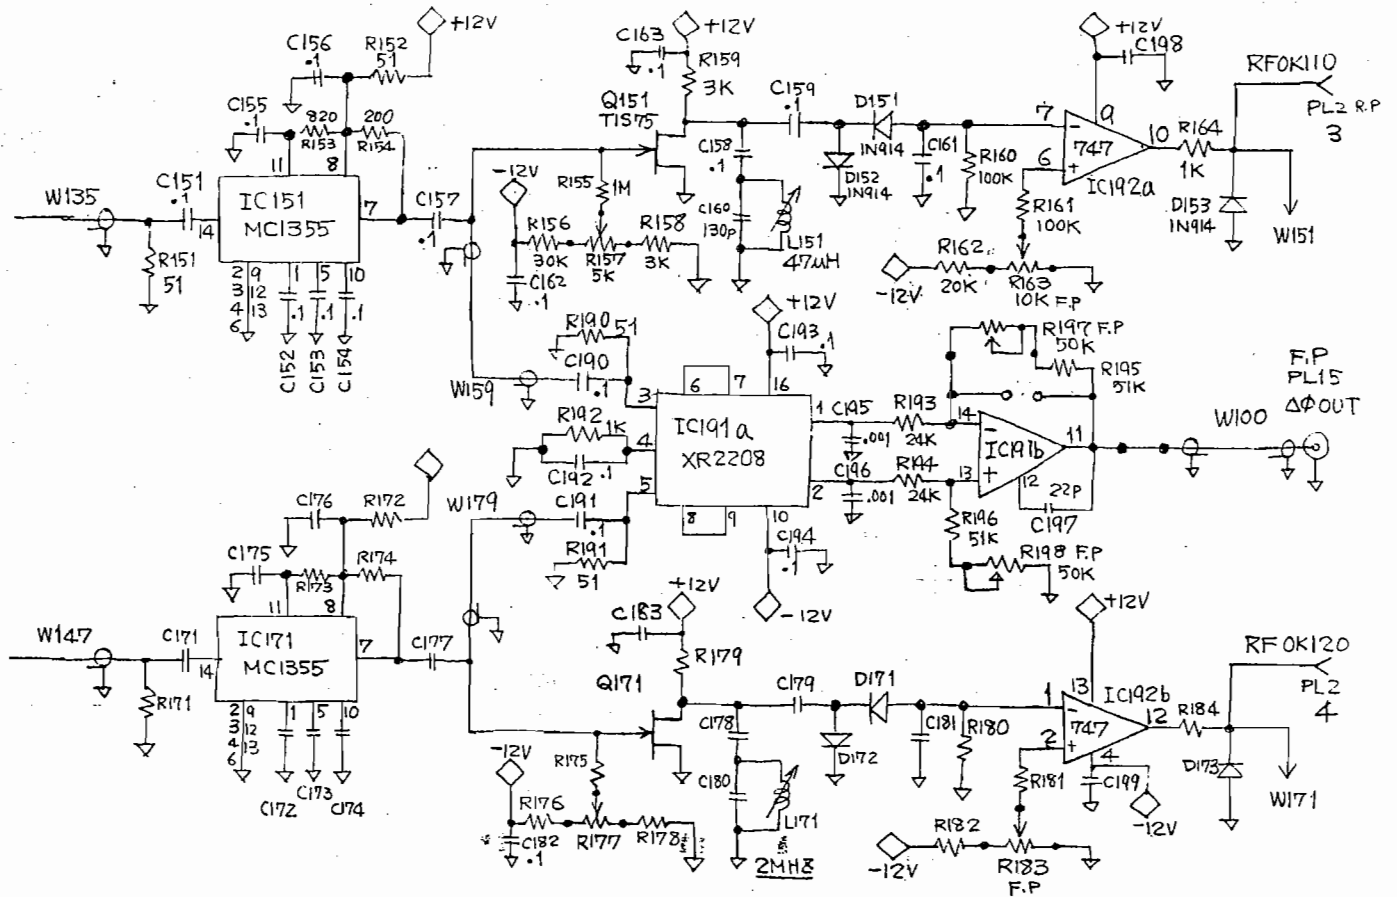 +12V
C156
.1
R152
51
C155
.1
820
R153
200
R154
11
8
W135
C151
.1
14
IC151
MC1355
7
C157
.1
R151
51
2 9
3 12
4 13
6
1
5
10
.1
.1
.1
C152
C153
C154
C163
.1
+12V
R159
3K
Q151
TIS75
C159
.1
D151
1N914
D152
1N914
C158
.1
C160
130P
L151
47uH
C161
.1
R160
100K
-12V
R155
1M
R156
30K
R157
5K
R158
3K
C162
.1
+12V
C198
7
9
6
747
10
IC192a
R164
1K
RFOK110
PL2 R.P
3
D153
1N914
W151
R161
100K
R162
20K
-12V
R163
10K F.P
R190
51
C190
.1
W159
R192
1K
C192
.1
W179
C191
.1
R191
51
3
4
5
6
7
16
IC191a
XR2208
1
2
8
9
10
+12V
C193
.1
C194
.1
-12V
C195
.001
C196
.001
R193
24K
R194
24K
14
13
IC191b
11
12
22P
C197
R197 F.P
50K
R195
51K
R196
51K
R198 F.P
50K
W100
F.P
PL15
ΔΦ OUT
C176
R172
C175
R173
R174
11
8
W147
C171
14
IC171
MC1355
7
C177
R171
2 9
3 12
4 13
6
1
5
10
C172
C173
C174
C183
+12V
R179
Q171
C179
D171
D172
C178
C180
L171
2MHz
C181
R180
-12V
R175
R176
R177
R178
C182
.1
+12V
1
13
IC192b
747
2
12
4
C199
-12V
R184
RFOK120
PL2
4
D173
W171
R181
R182
-12V
R183
F.P